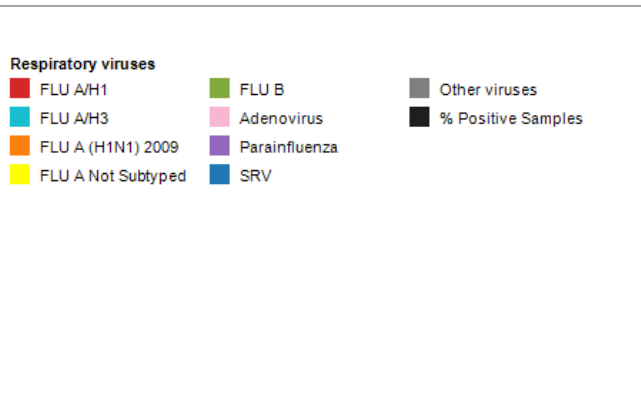 Respiratory viruses
FLU A/H1
FLU A/H3
FLU A (H1N1) 2009
FLU A Not Subtyped
FLU B
Adenovirus
Parainfluenza
SRV
Other viruses
% Positive Samples